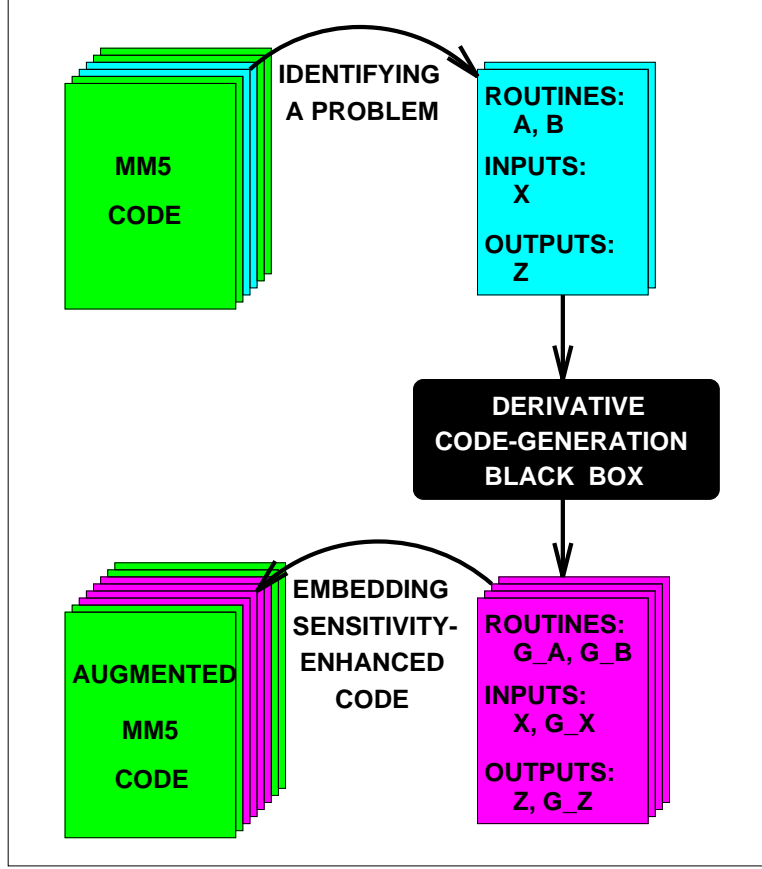 MM5
CODE
IDENTIFYING
A PROBLEM
ROUTINES:
A, B
INPUTS:
X
OUTPUTS:
Z
DERIVATIVE
CODE-GENERATION
BLACK BOX
AUGMENTED
MM5
CODE
EMBEDDING
SENSITIVITY-
ENHANCED
CODE
ROUTINES:
G_A, G_B
INPUTS:
X, G_X
OUTPUTS:
Z, G_Z